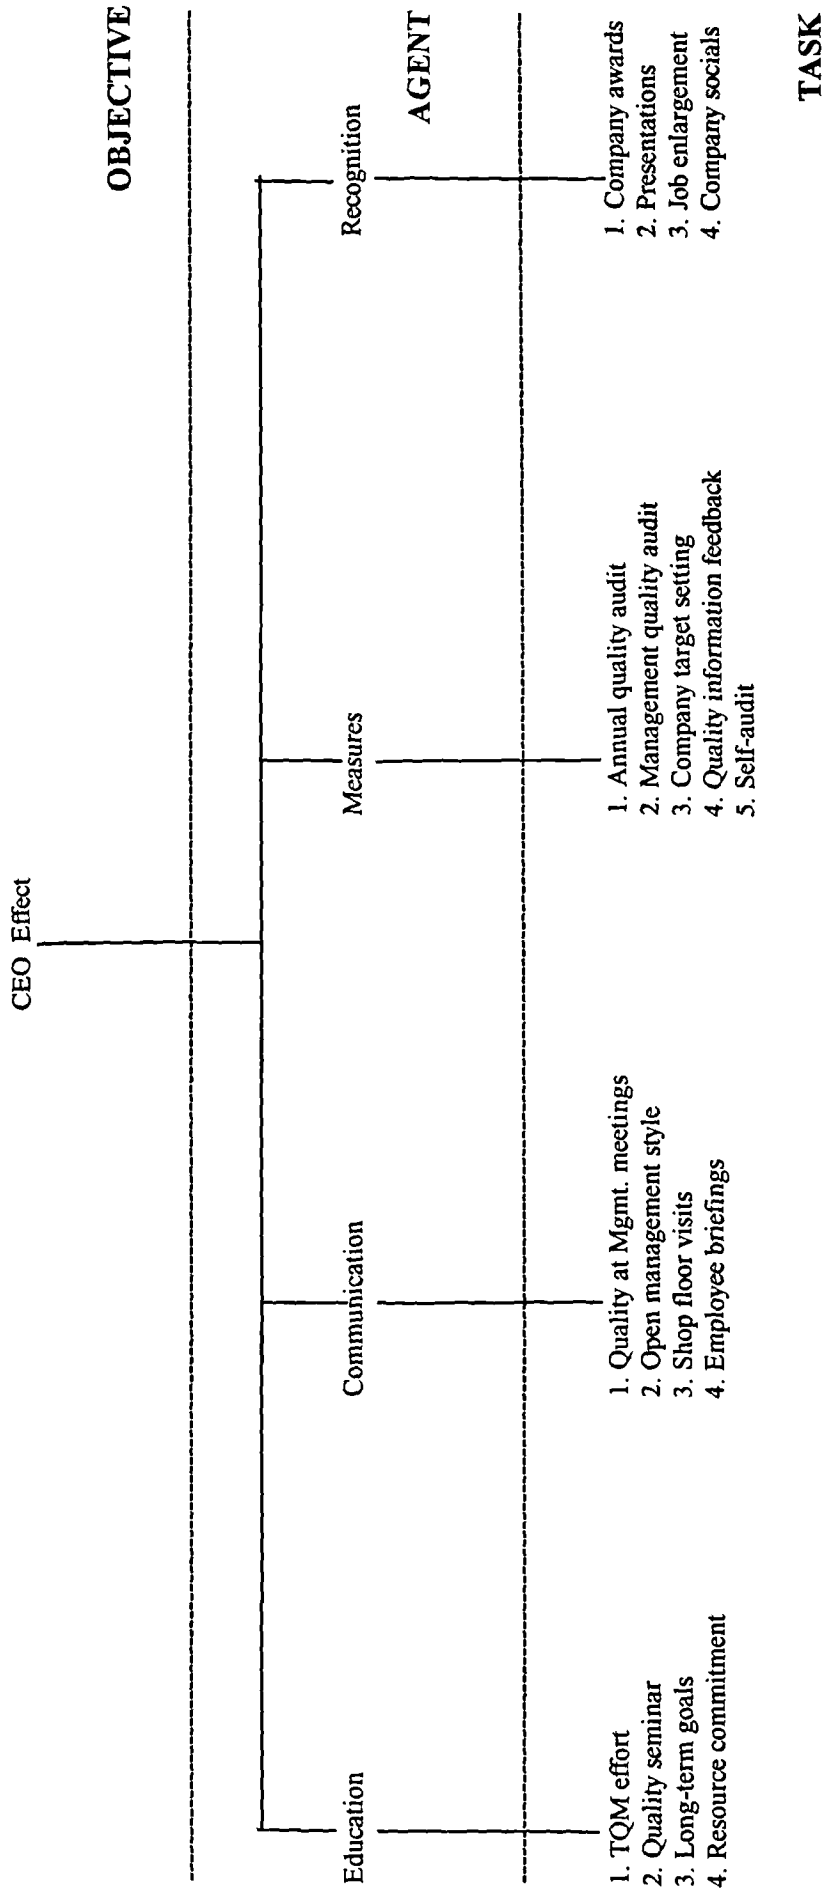 CEO Effect
OBJECTIVE
Education
Communication
Measures
Recognition
AGENT
1. TQM effort
2. Quality seminar
3. Long-term goals
4. Resource commitment
1. Quality at Mgmt. meetings
2. Open management style
3. Shop floor visits
4. Employee briefings
1. Annual quality audit
2. Management quality audit
3. Company target setting
4. Quality information feedback
5. Self-audit
1. Company awards
2. Presentations
3. Job enlargement
4. Company socials
TASK